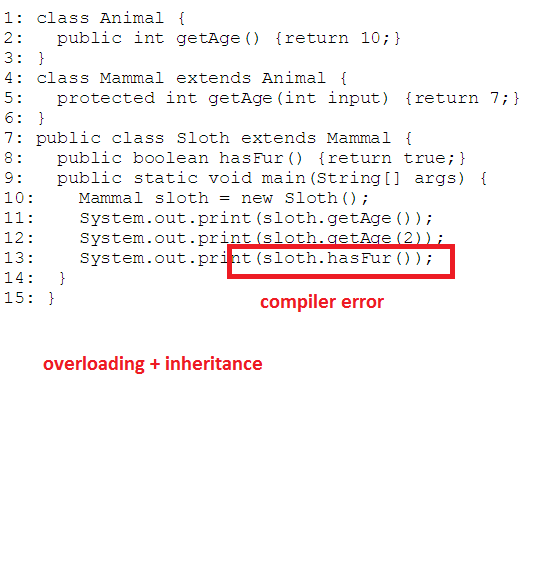 1: class Animal {
2:   public int getAge() {return 10;}
3: }
4: class Mammal extends Animal {
5:   protected int getAge(int input) {return 7;}
6: }
7: public class Sloth extends Mammal {
8:   public boolean hasFur() {return true;}
9:   public static void main(String[] args) {
10:    Mammal sloth = new Sloth();
11:    System.out.print(sloth.getAge());
12:    System.out.print(sloth.getAge(2));
13:    System.out.print(sloth.hasFur());
14:  }
15: }
compiler error
overloading + inheritance